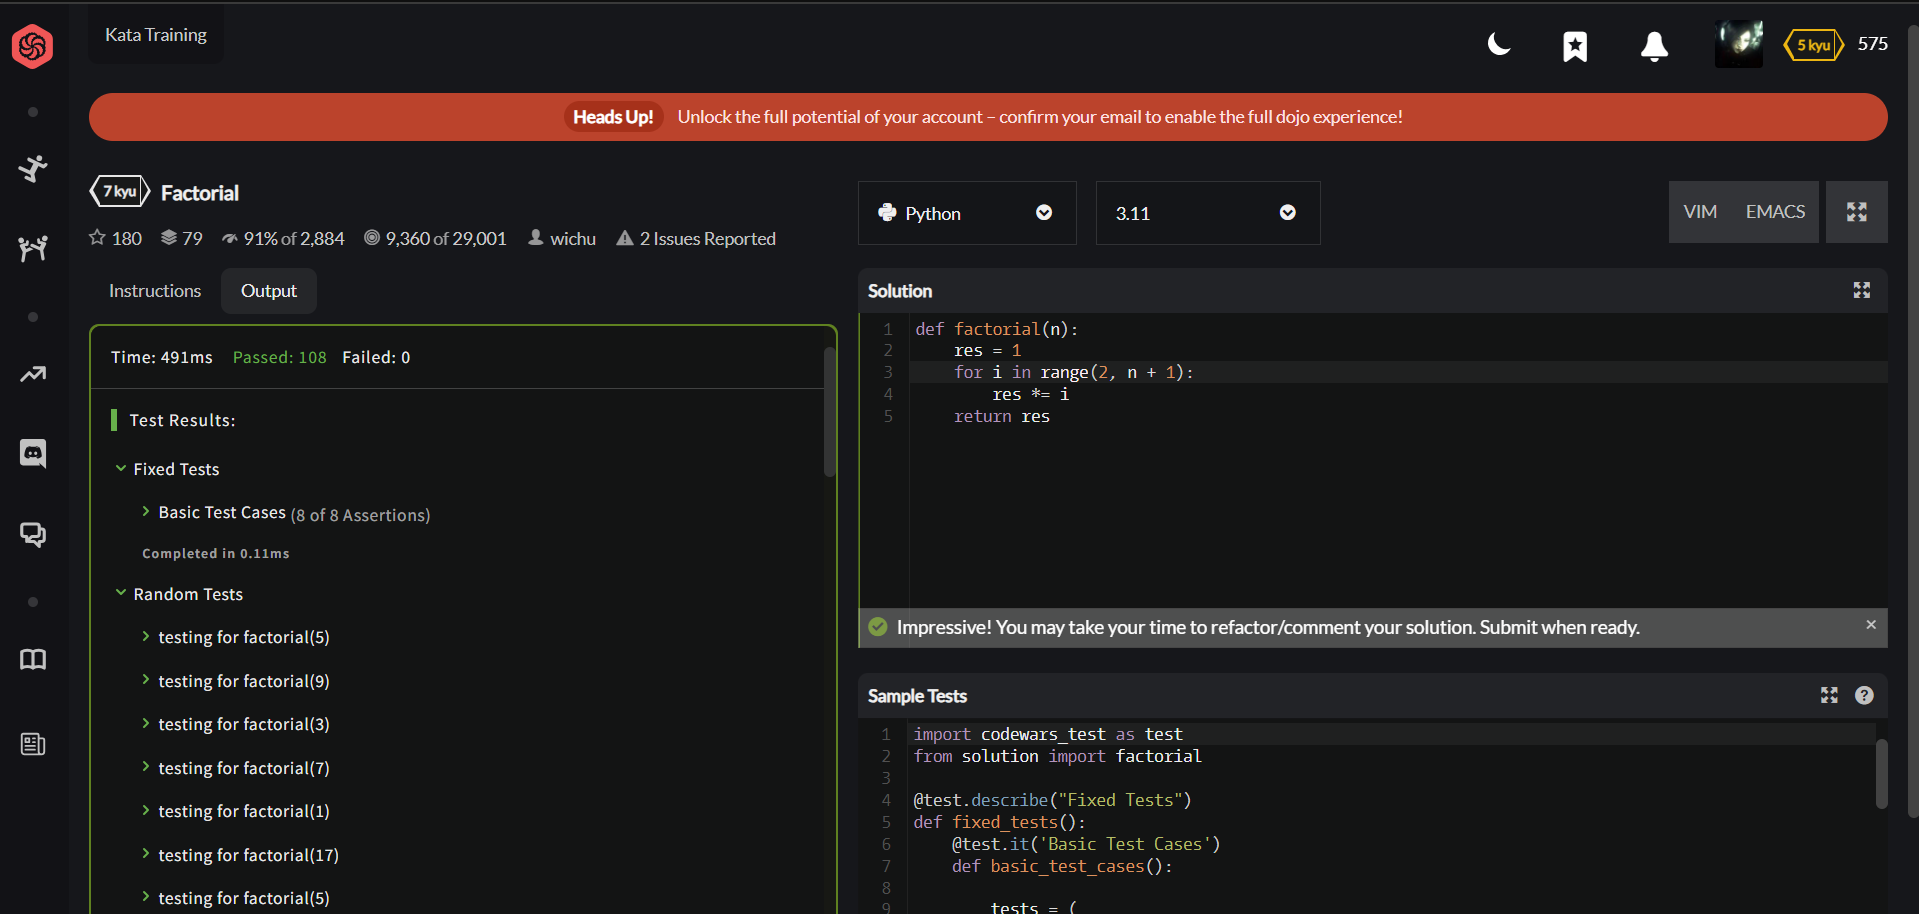 Kata Training
5 kyu 575
Heads Up! Unlock the full potential of your account – confirm your email to enable the full dojo experience!
7 kyu Factorial
180 79 91% of 2,884 9,360 of 29,001 wichu 2 Issues Reported
Instructions Output
Time: 491ms Passed: 108 Failed: 0
Test Results:
Fixed Tests
Basic Test Cases (8 of 8 Assertions)
Completed in 0.11ms
Random Tests
testing for factorial(5)
testing for factorial(9)
testing for factorial(3)
testing for factorial(7)
testing for factorial(1)
testing for factorial(17)
testing for factorial(5)
Python 3.11 VIM EMACS
Solution
1 def factorial(n):
2     res = 1
3     for i in range(2, n + 1):
4         res *= i
5     return res
Impressive! You may take your time to refactor/comment your solution. Submit when ready. ×
Sample Tests ?
1 import codewars_test as test
2 from solution import factorial
3
4 @test.describe("Fixed Tests")
5 def fixed_tests():
6     @test.it('Basic Test Cases')
7     def basic_test_cases():
8
9         tests = (